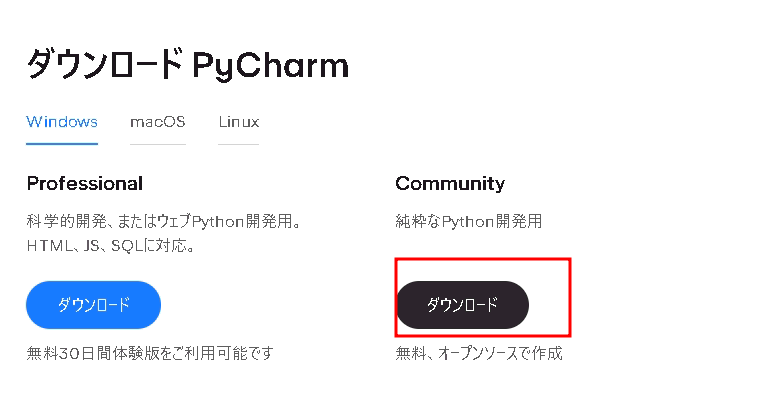 ダウンロード PyCharm
Windows macOS Linux
Professional
科学的開発、またはウェブPython開発用。
HTML、JS、SQLに対応。
ダウンロード
無料30日間体験版をご利用可能です
Community
純粋なPython開発用
ダウンロード
無料、オープンソースで作成